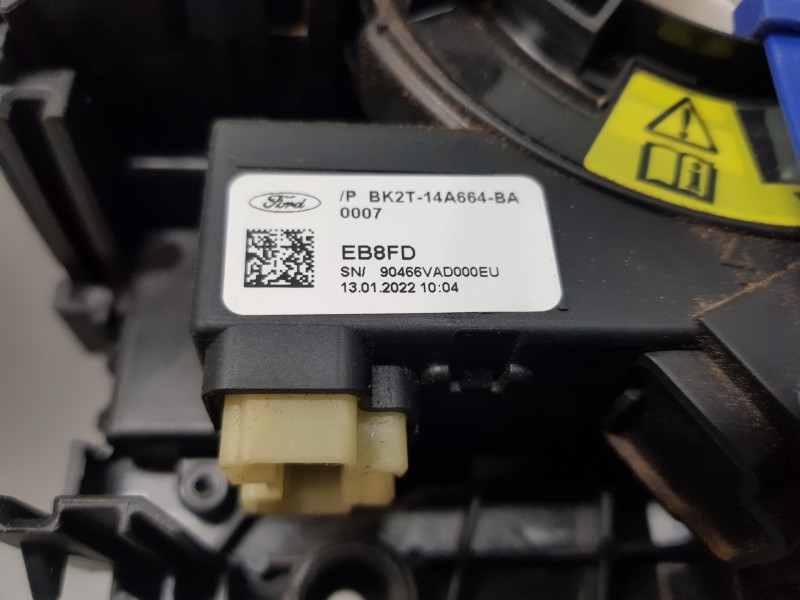 Ford
/P BK2T-14A664-BA
0007
EB8FD
SN/ 90466VAD000EU
13.01.2022 10:04